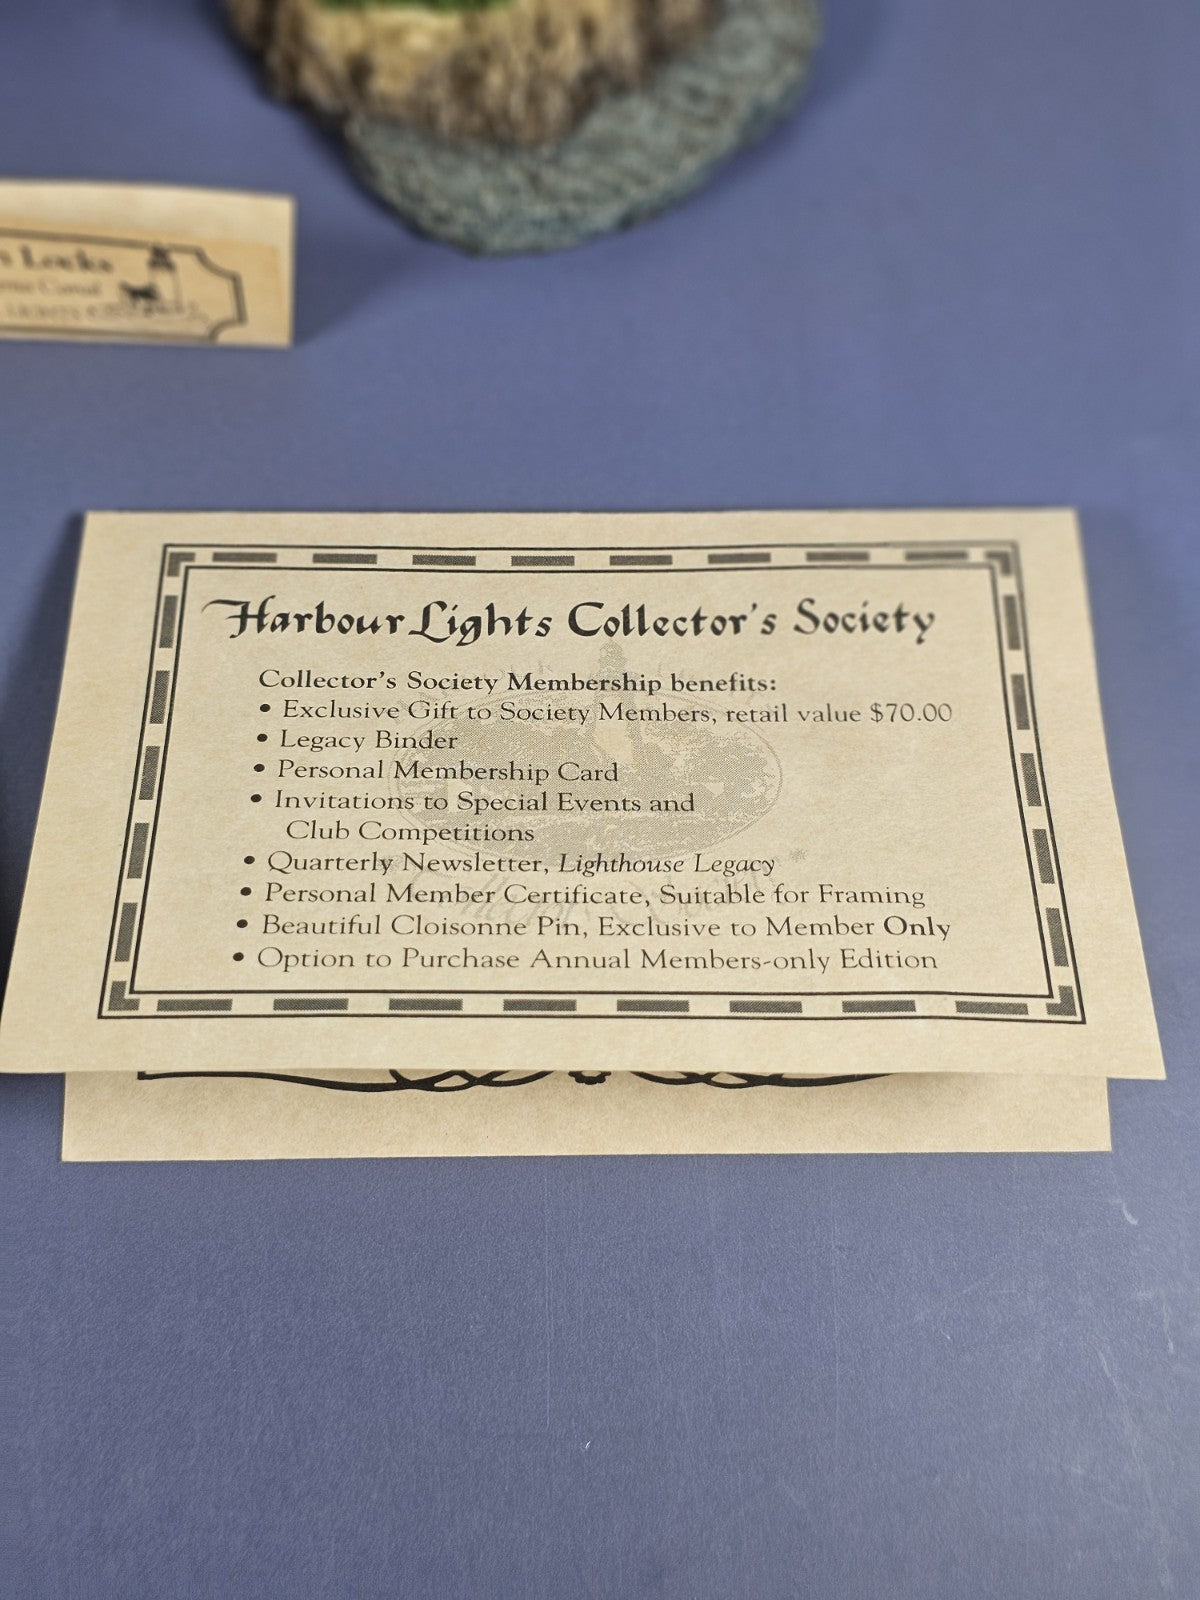 Locks
Harbour Lights Collector's Society
Collector's Society Membership benefits:
• Exclusive Gift to Society Members, retail value $70.00
• Legacy Binder
• Personal Membership Card
• Invitations to Special Events and
Club Competitions
• Quarterly Newsletter, Lighthouse Legacy
• Personal Member Certificate, Suitable for Framing
• Beautiful Cloisonne Pin, Exclusive to Member Only
• Option to Purchase Annual Members-only Edition